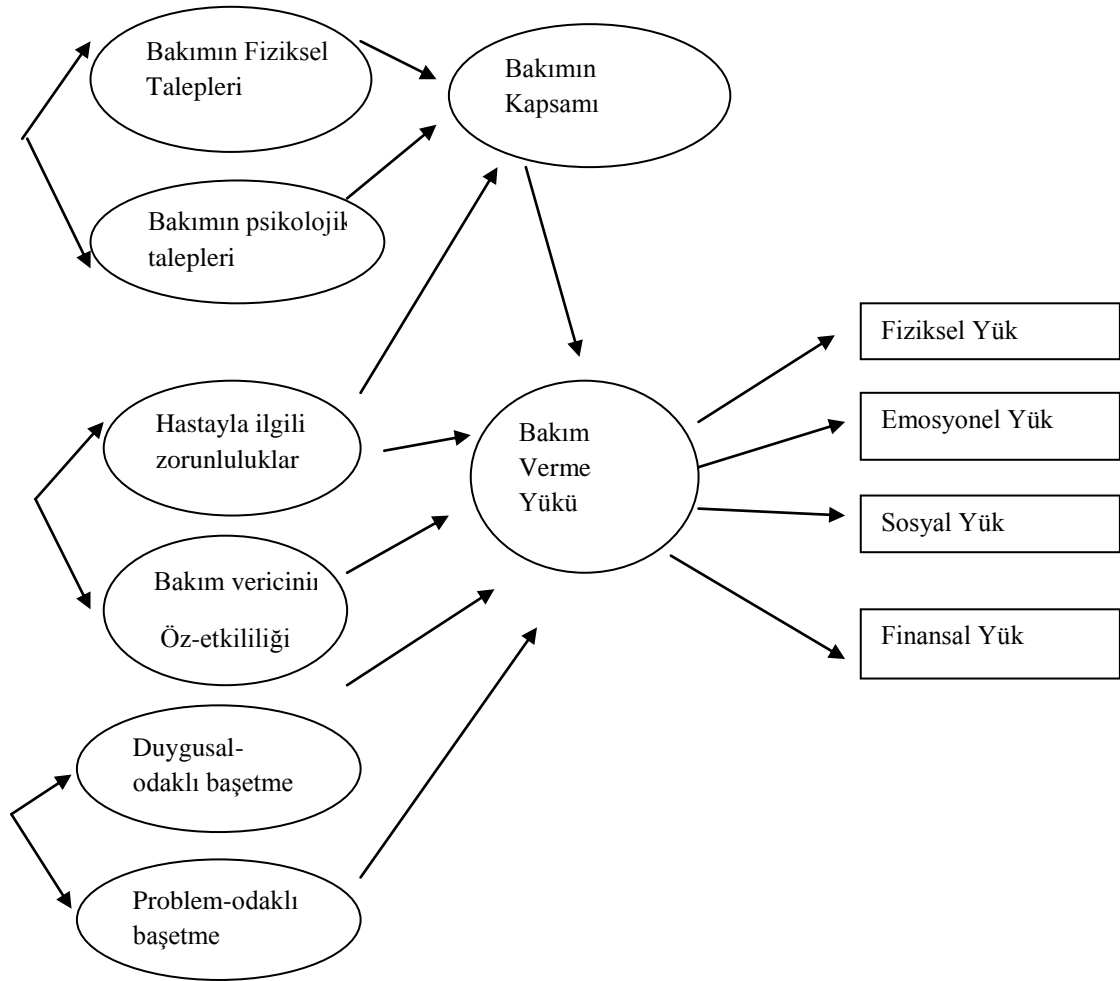 Bakımın Fiziksel
Talepleri
Bakımın
Kapsamı
Bakımın psikolojik
talepleri
Hastayla ilgili
zorunluluklar
Bakım
Verme
Yükü
Fiziksel Yük
Emosyonel Yük
Sosyal Yük
Finansal Yük
Bakım vericinin
Öz-etkililiği
Duygusal-
odaklı başetme
Problem-odaklı
başetme